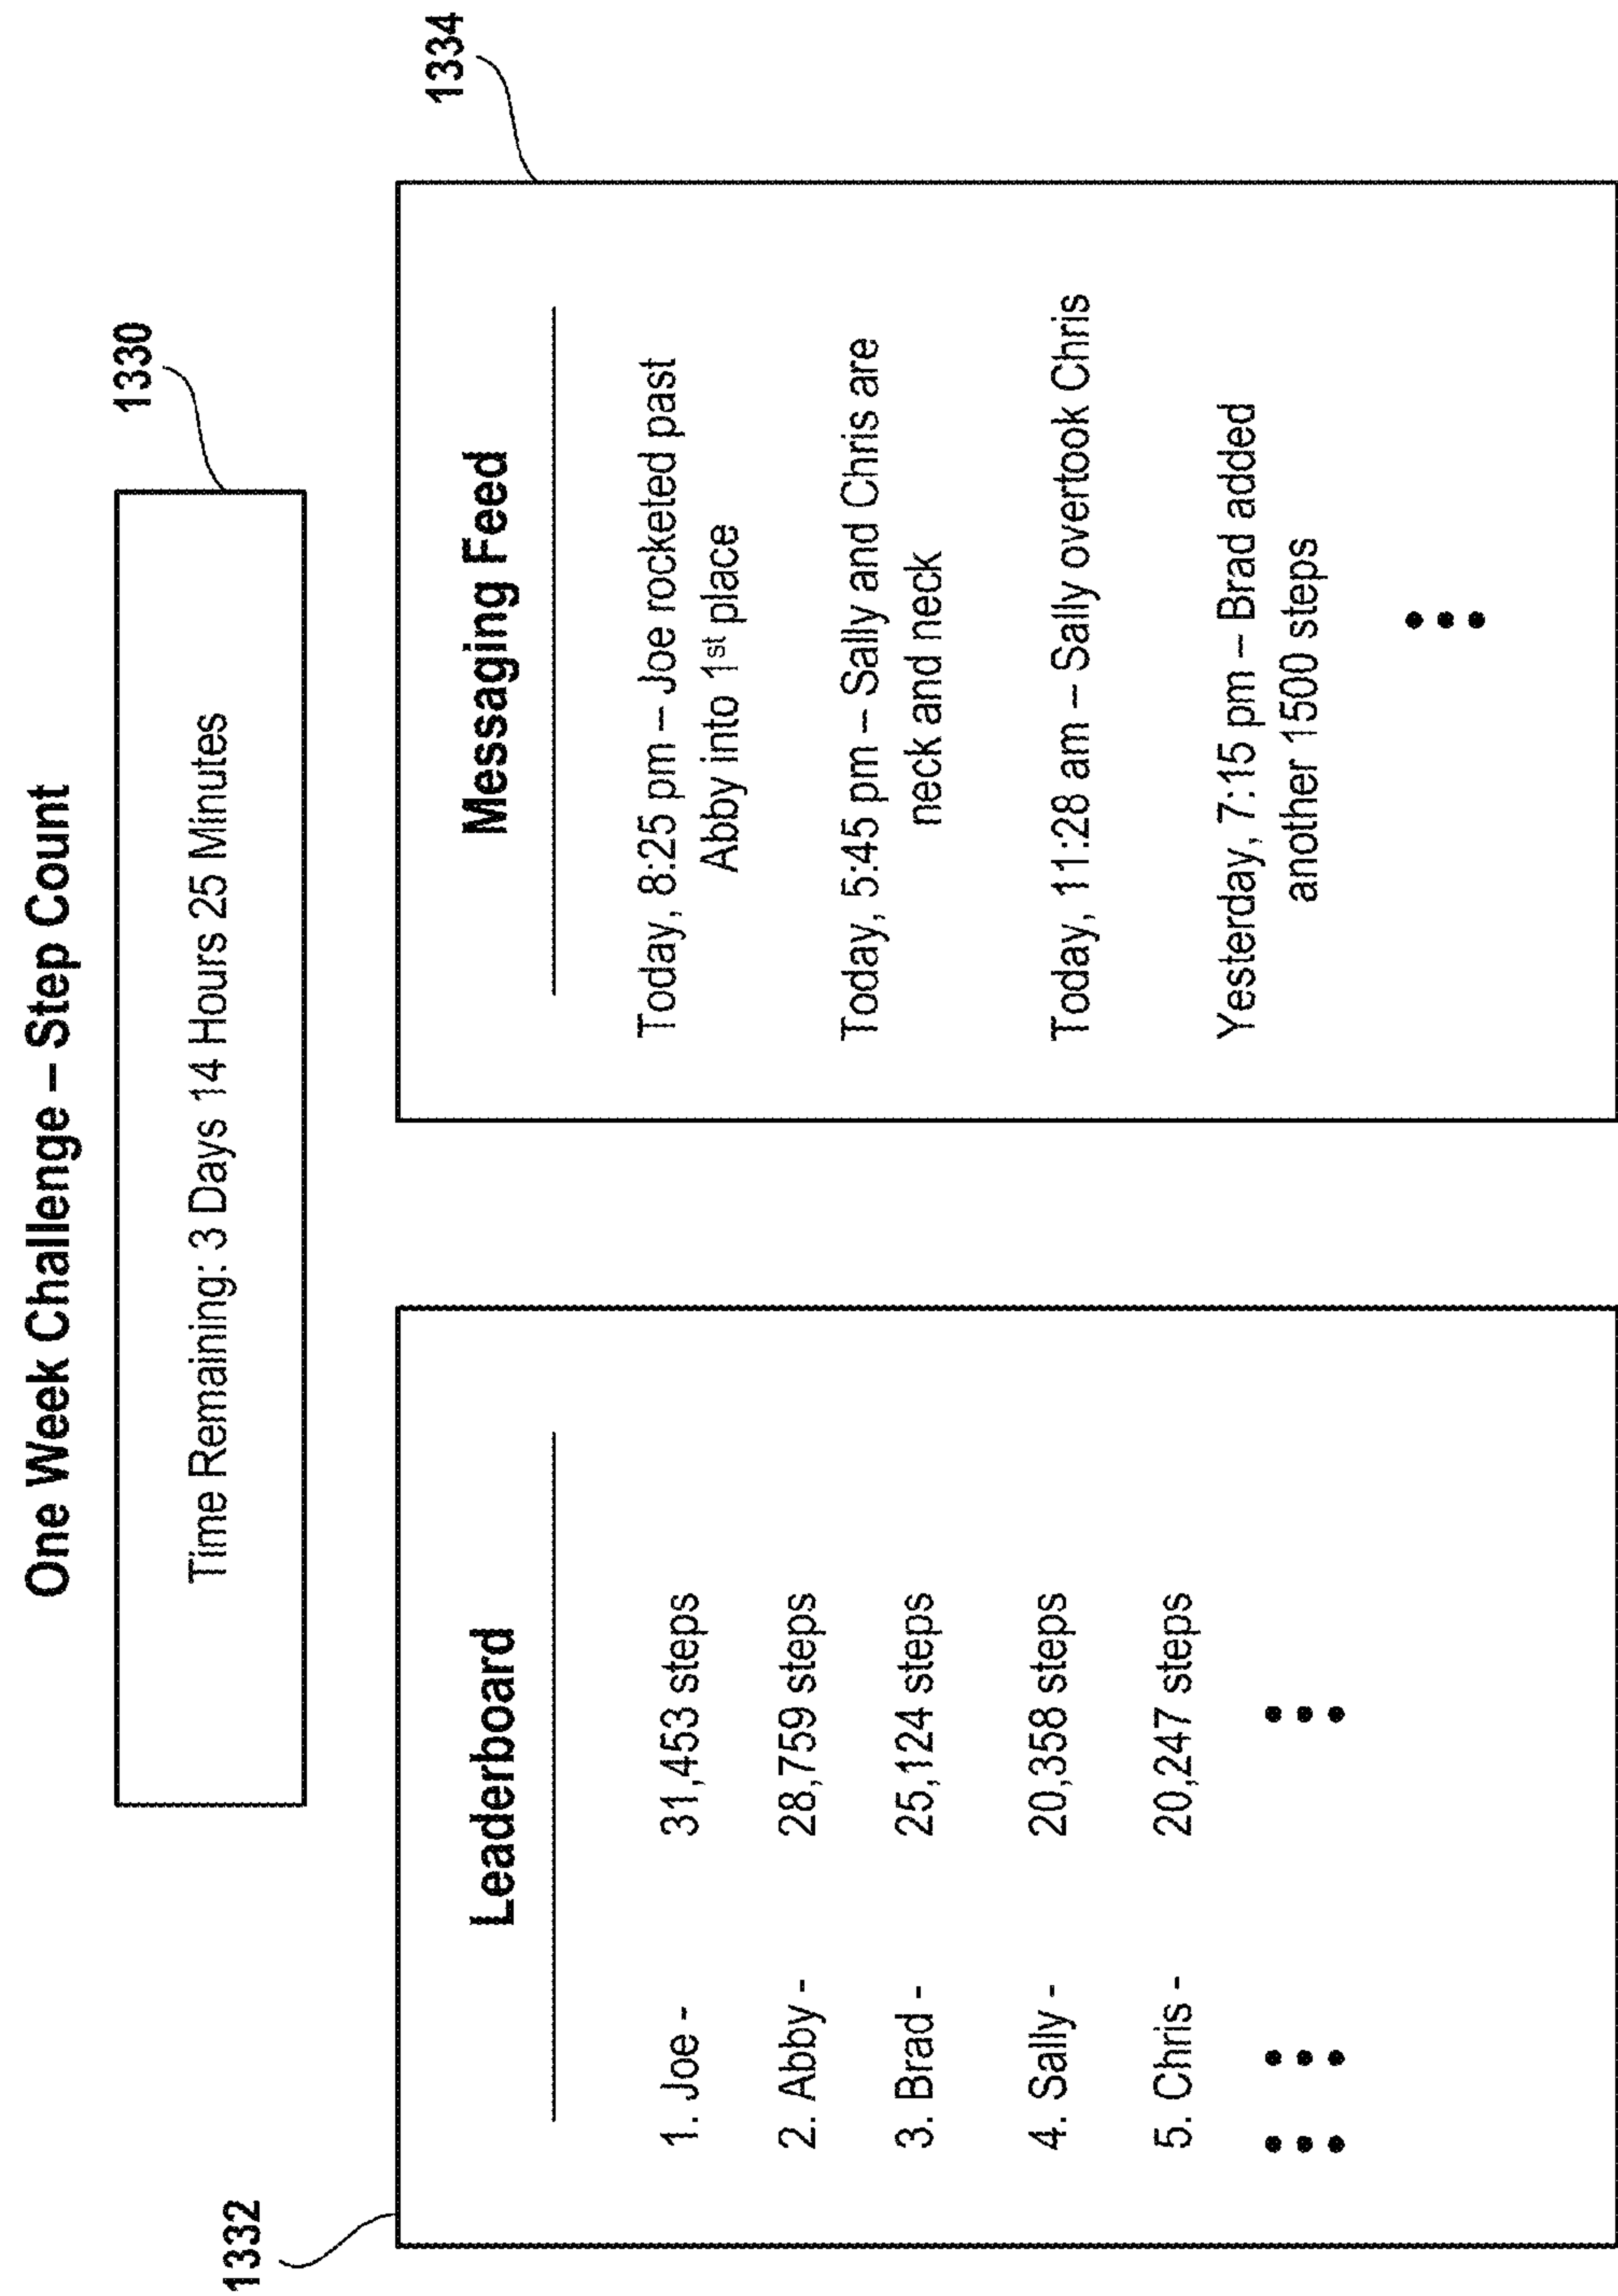 One Week Challenge – Step Count
1330
Time Remaining: 3 Days 14 Hours 25 Minutes
1332
Leaderboard
1. Joe - 31,453 steps
2. Abby - 28,759 steps
3. Brad - 25,124 steps
4. Sally - 20,358 steps
5. Chris - 20,247 steps
1334
Messaging Feed
Today, 8:25 pm – Joe rocketed past
Abby into 1st place
Today, 5:45 pm – Sally and Chris are
neck and neck
Today, 11:28 am – Sally overtook Chris
Yesterday, 7:15 pm – Brad added
another 1500 steps